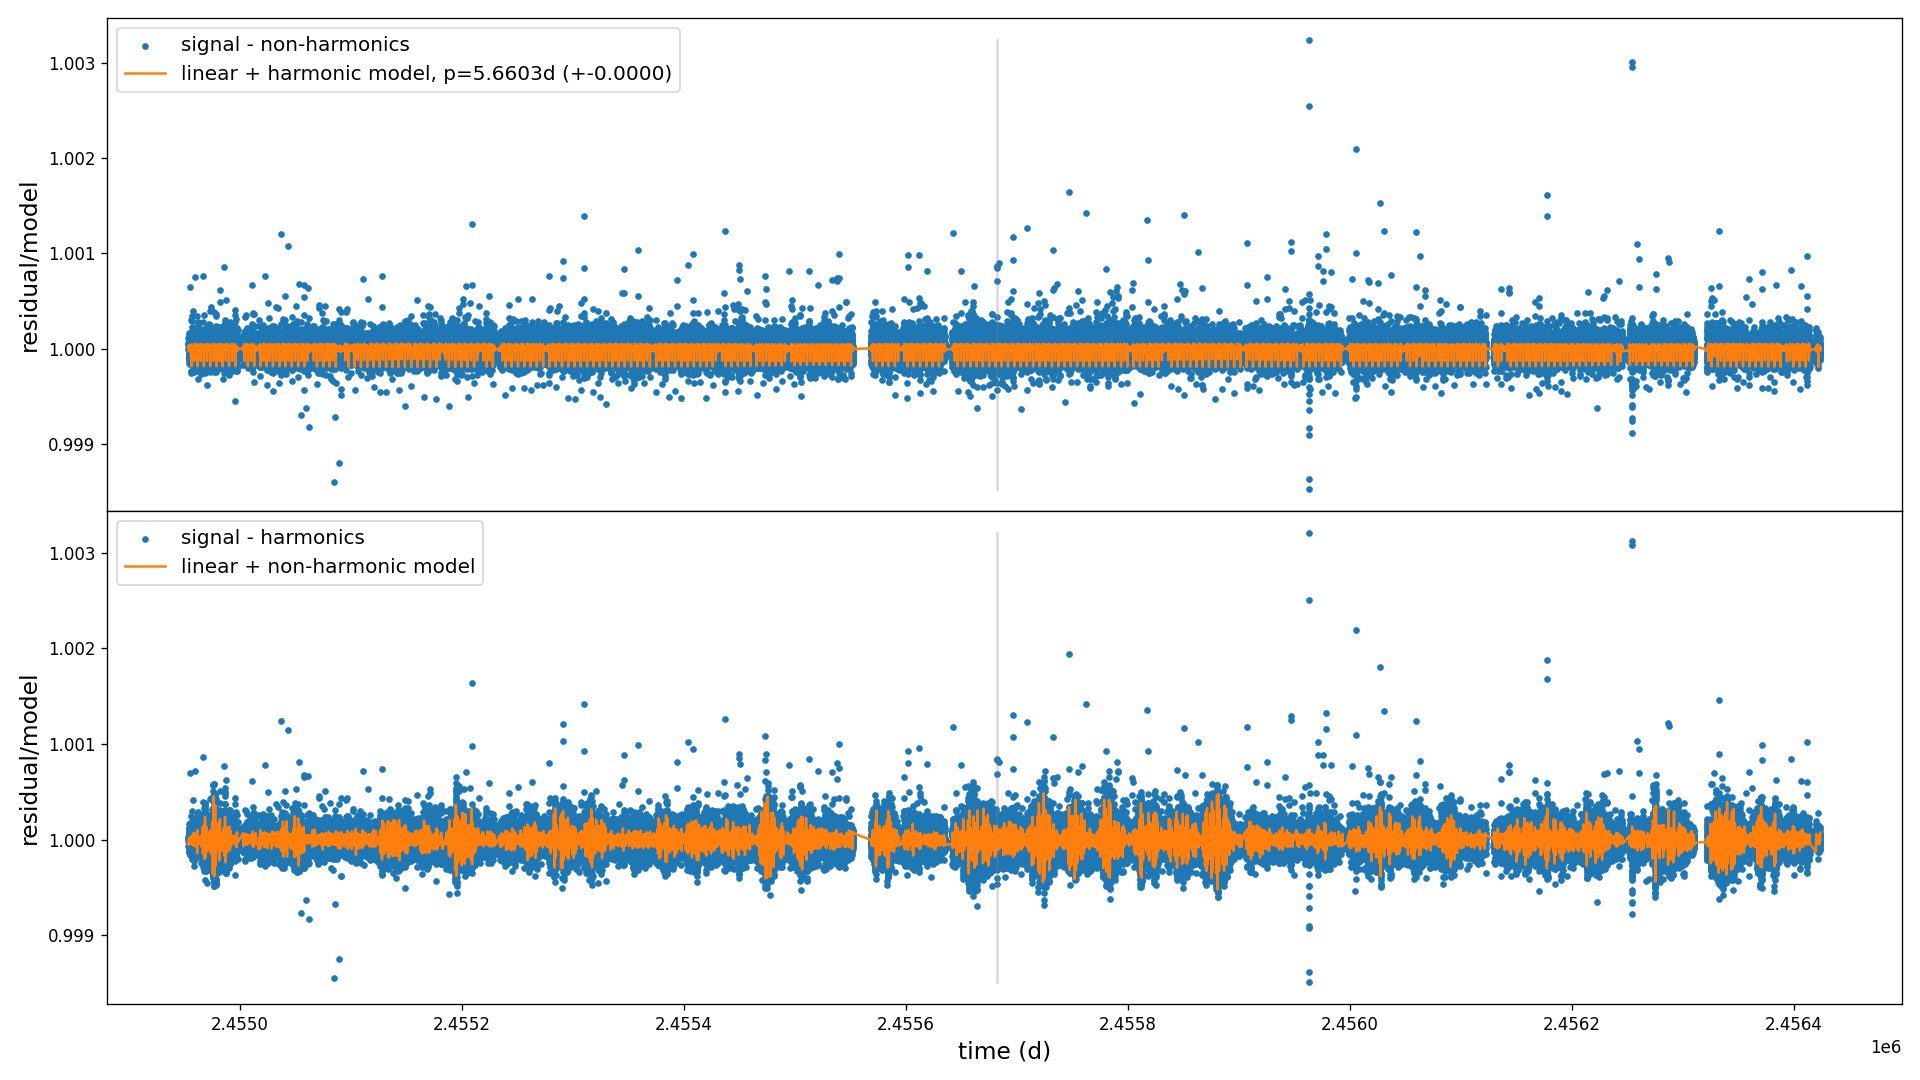 signal - non-harmonics
linear + harmonic model, p=5.6603d (+-0.0000)
1.003
1.002
1.001
1.000
0.999
residual/model
signal - harmonics
linear + non-harmonic model
1.003
1.002
1.001
1.000
0.999
residual/model
2.4550 2.4552 2.4554 2.4556 2.4558 2.4560 2.4562 2.4564
time (d)
1e6